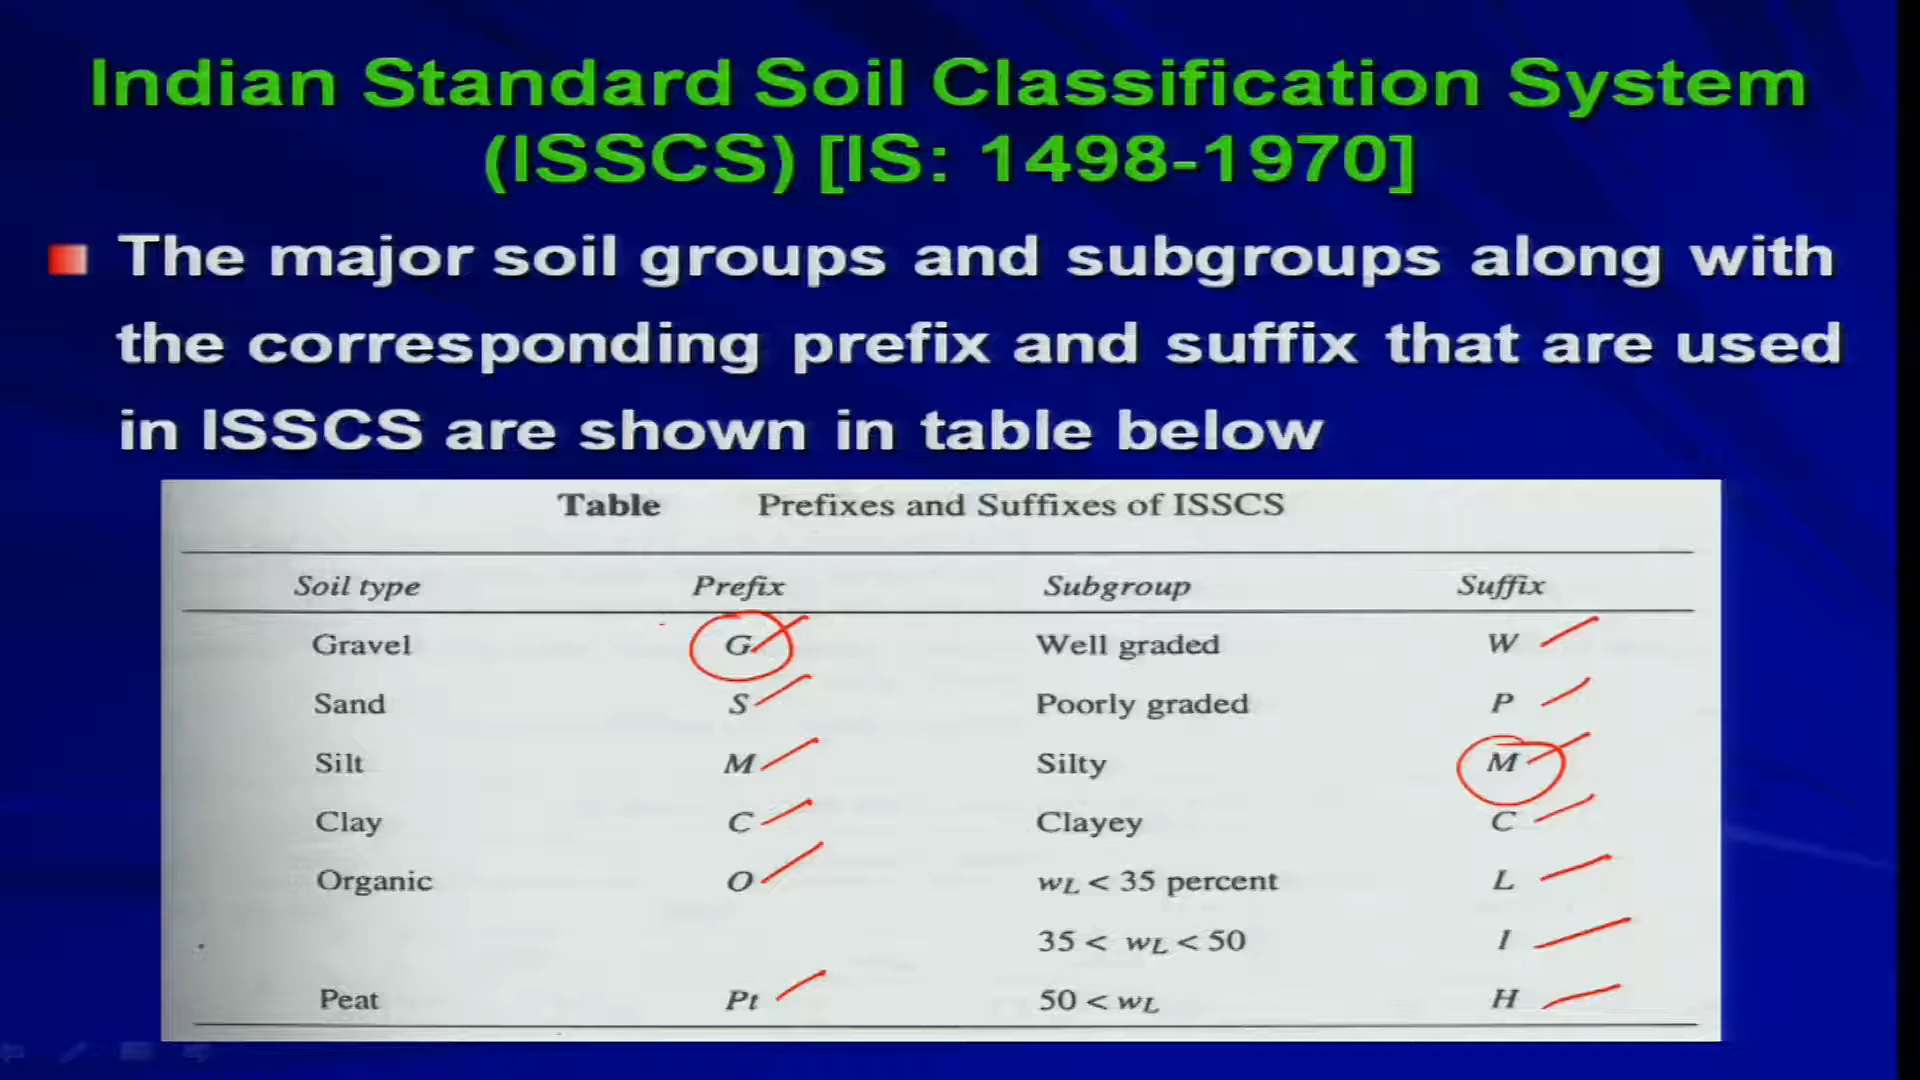 Indian Standard Soil Classification System
(ISSCS) [IS: 1498-1970]
The major soil groups and subgroups along with
the corresponding prefix and suffix that are used
in ISSCS are shown in table below
Table Prefixes and Suffixes of ISSCS
Soil type Prefix Subgroup Suffix
Gravel G Well graded W
Sand S Poorly graded P
Silt M Silty M
Clay C Clayey C
Organic O wL < 35 percent L
35 < wL < 50 I
Peat Pt 50 < wL H